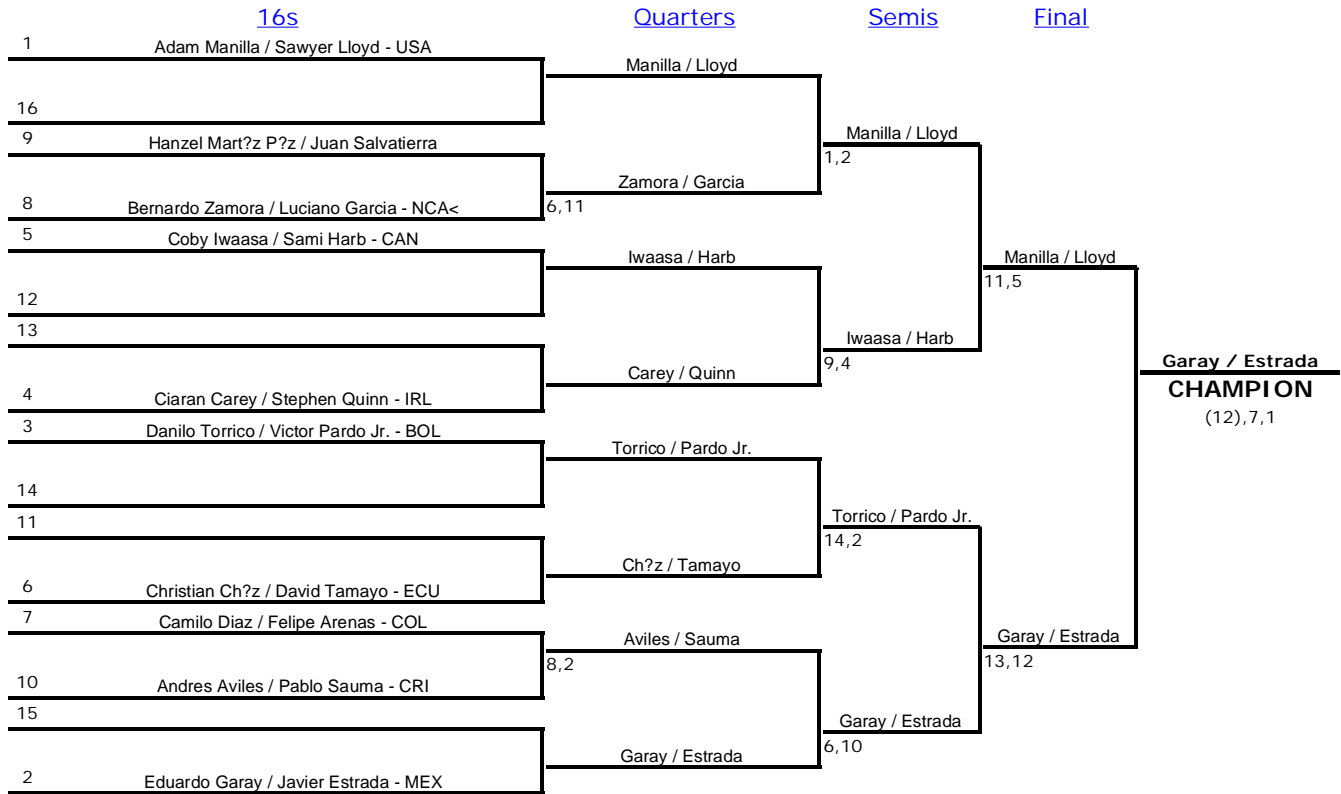 16s Quarters Semis Final
1 Adam Manilla / Sawyer Lloyd - USA
Manilla / Lloyd
16
9 Hanzel Mart?z P?z / Juan Salvatierra
Manilla / Lloyd
1,2
Zamora / Garcia
8 Bernardo Zamora / Luciano Garcia - NCA<
6,11
5 Coby Iwaasa / Sami Harb - CAN
Iwaasa / Harb
Manilla / Lloyd
11,5
12
13
Iwaasa / Harb
9,4
Carey / Quinn
Garay / Estrada
CHAMPION
(12),7,1
4 Ciaran Carey / Stephen Quinn - IRL
3 Danilo Torrico / Victor Pardo Jr. - BOL
Torrico / Pardo Jr.
14
11
Torrico / Pardo Jr.
14,2
Ch?z / Tamayo
6 Christian Ch?z / David Tamayo - ECU
7 Camilo Diaz / Felipe Arenas - COL
Aviles / Sauma
8,2
Garay / Estrada
13,12
10 Andres Aviles / Pablo Sauma - CRI
15
Garay / Estrada
6,10
Garay / Estrada
2 Eduardo Garay / Javier Estrada - MEX